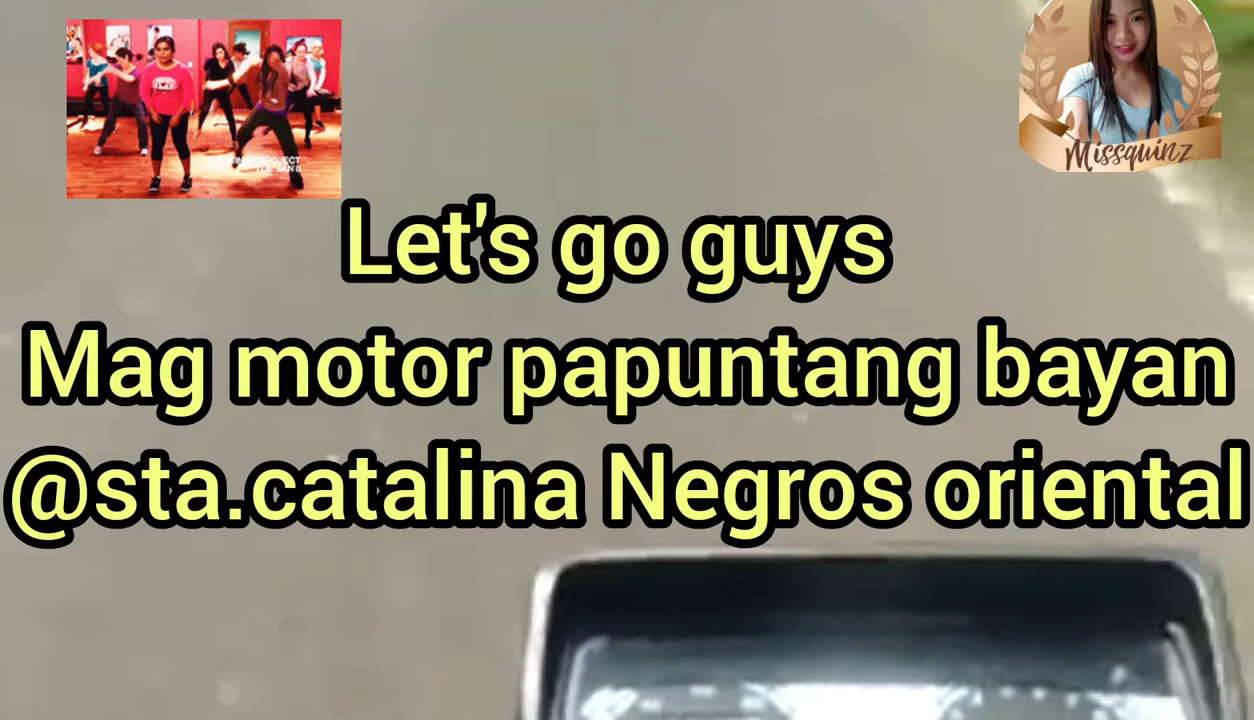 Missquinz
Let's go guys
Mag motor papuntang bayan
@sta.catalina Negros oriental